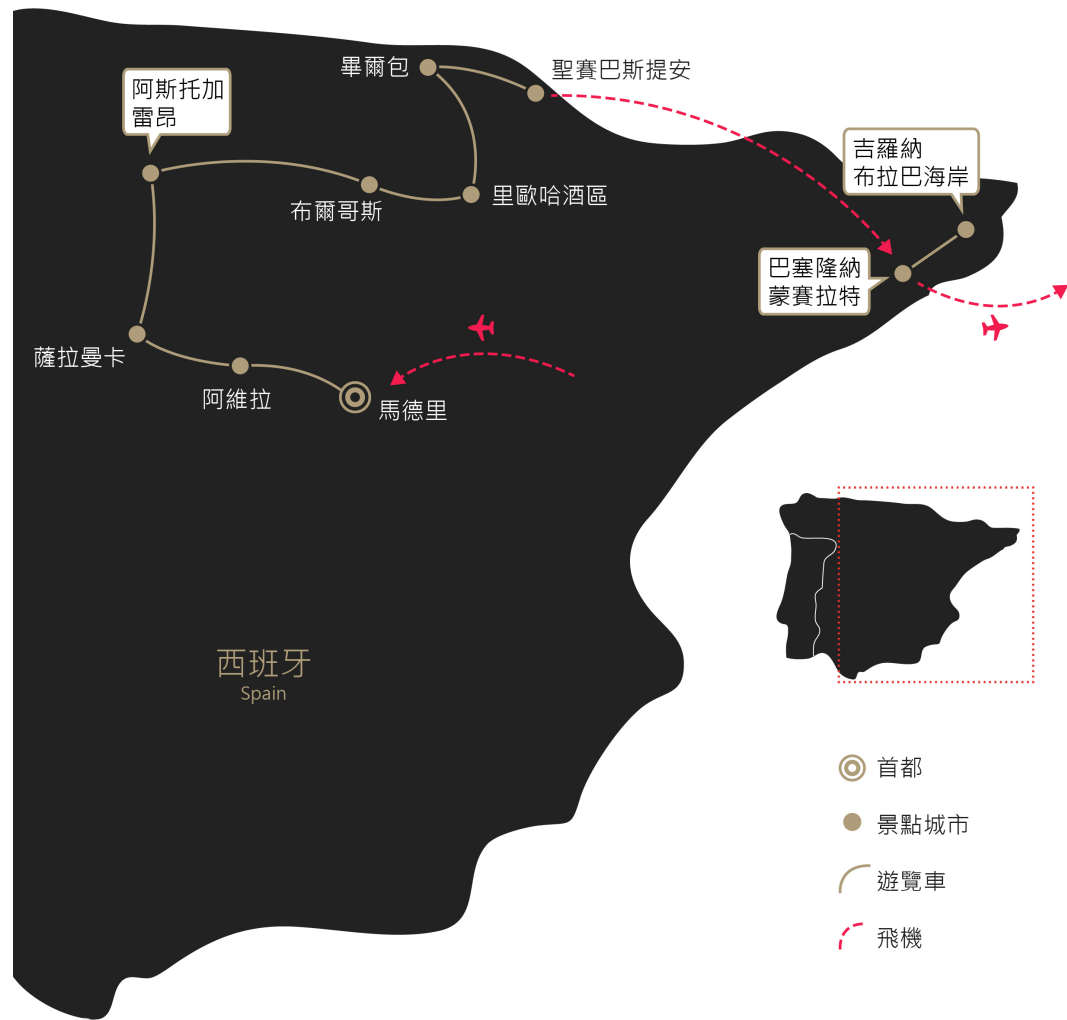 畢爾包
聖賽巴斯提安
阿斯托加
雷昂
吉羅納
布拉巴海岸
布爾哥斯
里歐哈酒區
巴塞隆納
蒙賽拉特
薩拉曼卡
阿維拉
馬德里
西班牙
Spain
首都
景點城市
遊覽車
飛機